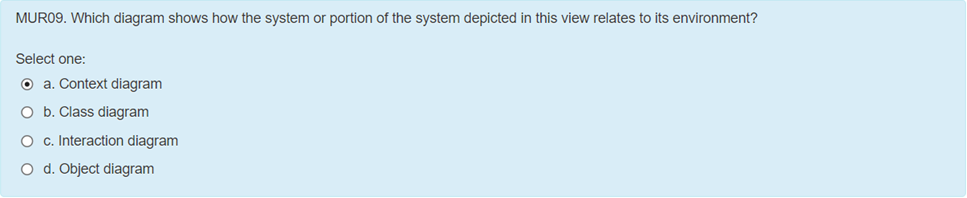 MUR09. Which diagram shows how the system or portion of the system depicted in this view relates to its environment?
Select one:
a. Context diagram
b. Class diagram
c. Interaction diagram
d. Object diagram